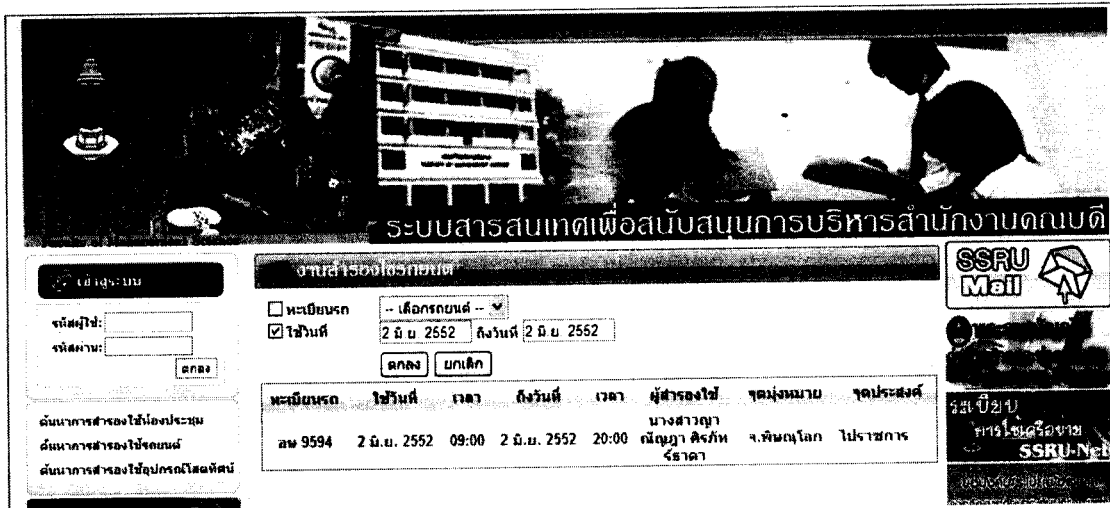 ระบบสารสนเทศเพื่อสนับสนุนการบริหารสำนักงานคณบดี
เข้าสู่ระบบ
รหัสผู้ใช้:
รหัสผ่าน:
ตกลง
ค้นหาการสำรองใช้ห้องประชุม
ค้นหาการสำรองใช้รถยนต์
ค้นหาการสำรองใช้อุปกรณ์โสตทัศน์
งานสำรองใช้รถยนต์
ทะเบียนรถ -- เลือกรถยนต์ --
ใช้วันที่ 2 มิ.ย. 2552 ถึงวันที่ 2 มิ.ย. 2552
ตกลง ยกเลิก
ทะเบียนรถ ใช้วันที่ เวลา ถึงวันที่ เวลา ผู้สำรองใช้ จุดมุ่งหมาย จุดประสงค์
อษ 9594 2 มิ.ย. 2552 09:00 2 มิ.ย. 2552 20:00 นางสาวญาณัญฎา ศิรภัทร์ธาดา จ.พิษณุโลก ไปราชการ
SSRU
Mail
ระเบียบ
การใช้เครือข่าย
SSRU-Net